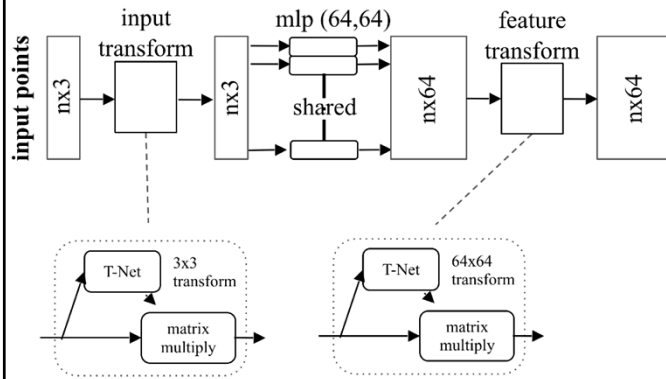 input points
nx3
input
transform
nx3
mlp (64,64)
shared
nx64
feature
transform
nx64
T-Net
3x3
transform
matrix
multiply
T-Net
64x64
transform
matrix
multiply